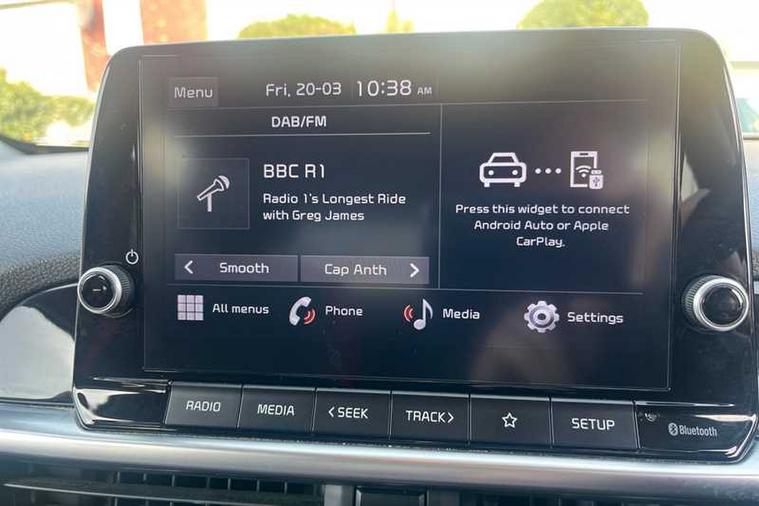 Menu
Fri, 20-03 10:38 AM
DAB/FM
BBC R1
Radio 1's Longest Ride
with Greg James
< Smooth
Cap Anth >
Press this widget to connect
Android Auto or Apple
CarPlay.
All menus
Phone
Media
Settings
RADIO
MEDIA
< SEEK
TRACK >
SETUP
Bluetooth